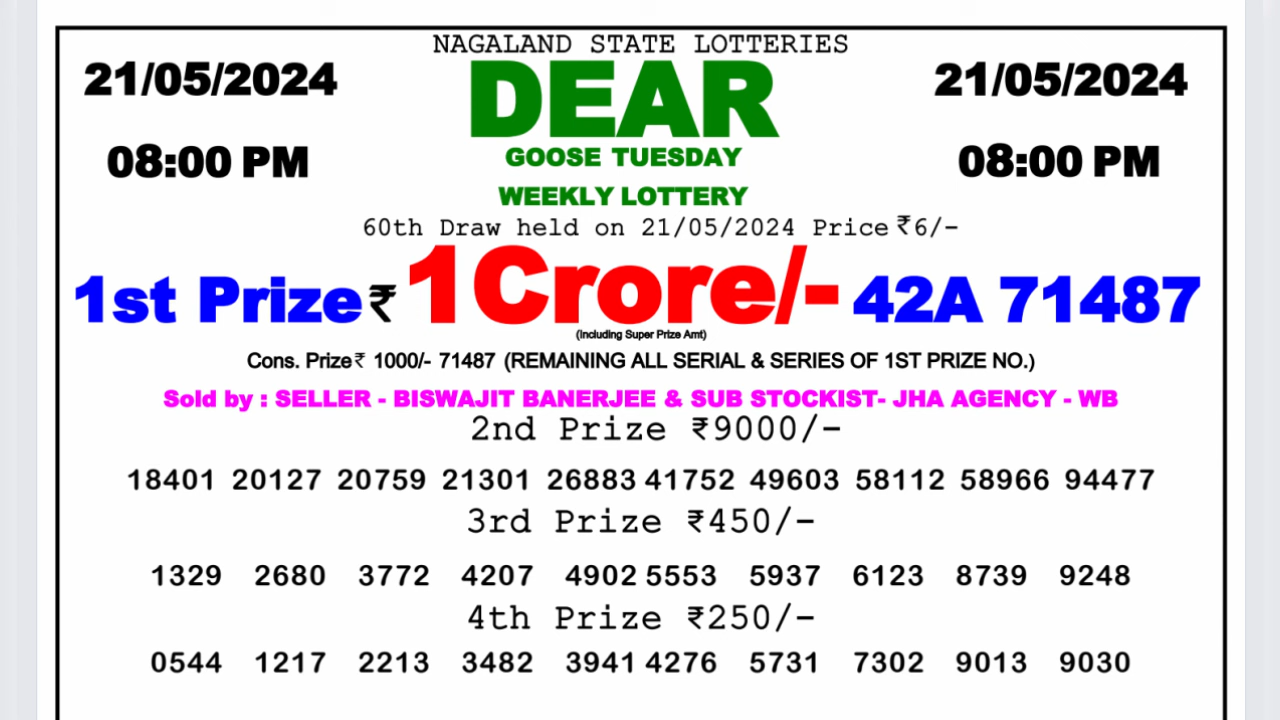 NAGALAND STATE LOTTERIES
21/05/2024 DEAR 21/05/2024
08:00 PM GOOSE TUESDAY 08:00 PM
WEEKLY LOTTERY
60th Draw held on 21/05/2024 Price ₹6/-
1st Prize ₹ 1Crore/- 42A 71487
(Including Super Prize Amt)
Cons. Prize ₹ 1000/- 71487 (REMAINING ALL SERIAL & SERIES OF 1ST PRIZE NO.)
Sold by : SELLER - BISWAJIT BANERJEE & SUB STOCKIST- JHA AGENCY - WB
2nd Prize ₹9000/-
18401 20127 20759 21301 26883 41752 49603 58112 58966 94477
3rd Prize ₹450/-
1329 2680 3772 4207 4902 5553 5937 6123 8739 9248
4th Prize ₹250/-
0544 1217 2213 3482 3941 4276 5731 7302 9013 9030